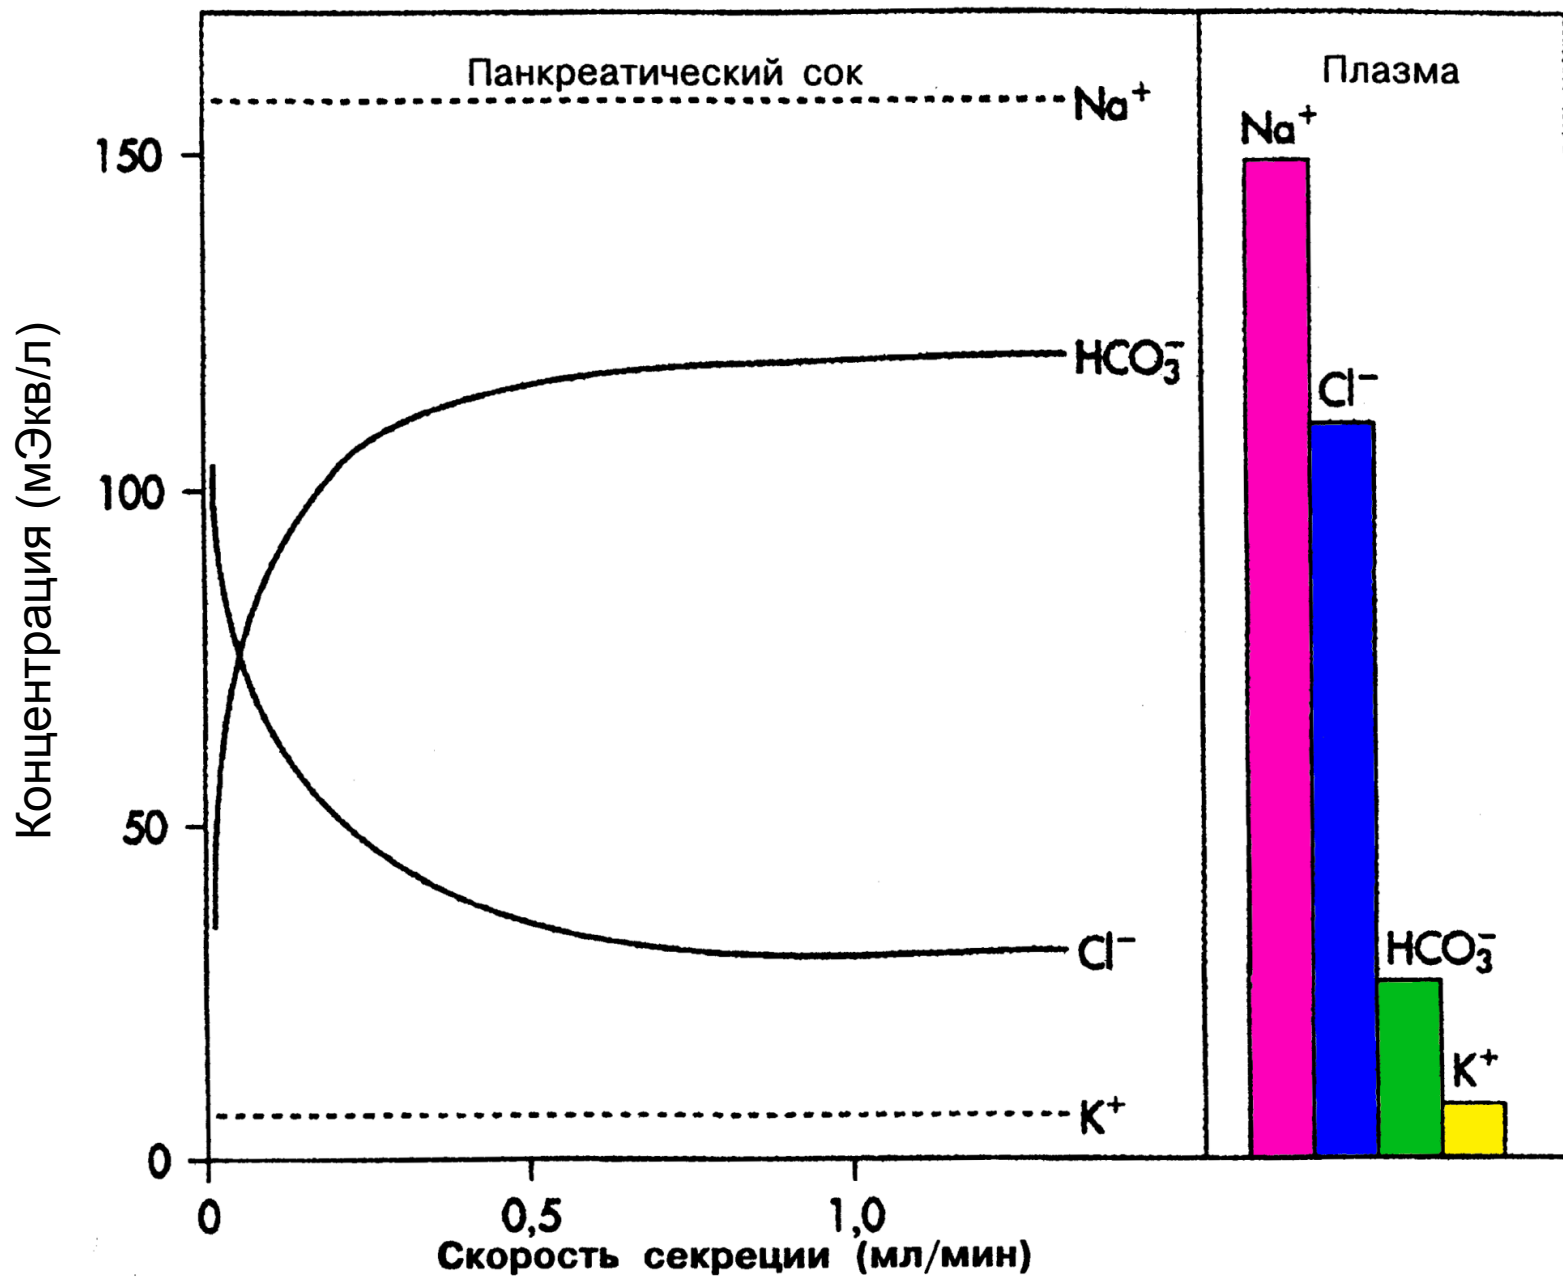 Панкреатический сок
Плазма
Na⁺
Na⁺
150
HCO₃⁻
Cl⁻
Концентрация (мЭкв/л)
100
50
Cl⁻
HCO₃⁻
K⁺
K⁺
0
0
0,5
1,0
Скорость секреции (мл/мин)